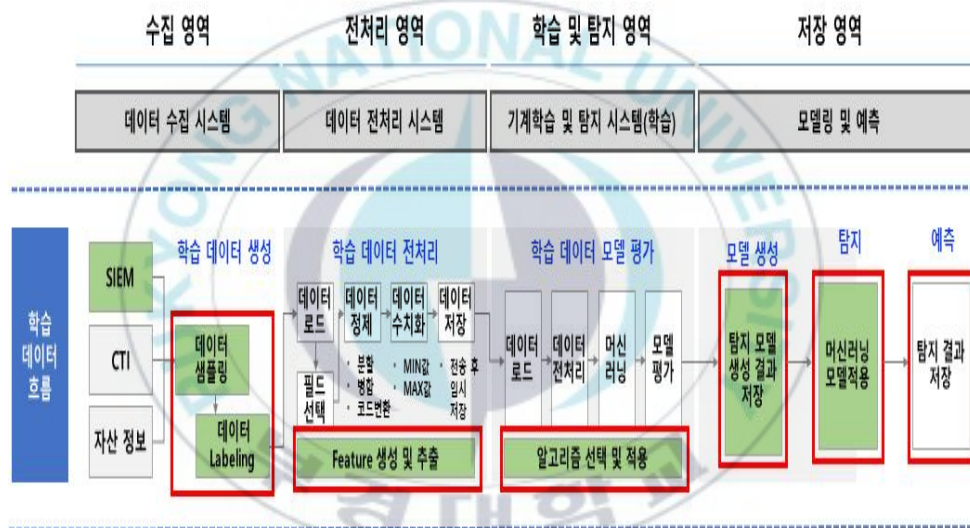 수집 영역
전처리 영역
학습 및 탐지 영역
저장 영역
데이터 수집 시스템
데이터 전처리 시스템
기계학습 및 탐지 시스템(학습)
모델링 및 예측
학습
데이터
흐름
학습 데이터 생성
SIEM
CTI
자산 정보
데이터
샘플링
데이터
Labeling
학습 데이터 전처리
데이터
로드
데이터
정제
데이터
수치화
데이터
저장
필드
선택
· 분할
· 병합
· 코드변환
· MIN값
· MAX값
· 전송 후
임시
저장
Feature 생성 및 추출
학습 데이터 모델 평가
데이터
로드
데이터
전처리
머신
러닝
모델
평가
알고리즘 선택 및 적용
모델 생성
탐지 모델
생성 결과
저장
탐지
머신러닝
모델적용
예측
탐지 결과
저장
PUKYONG NATIONAL UNIVERSI
부경대학교